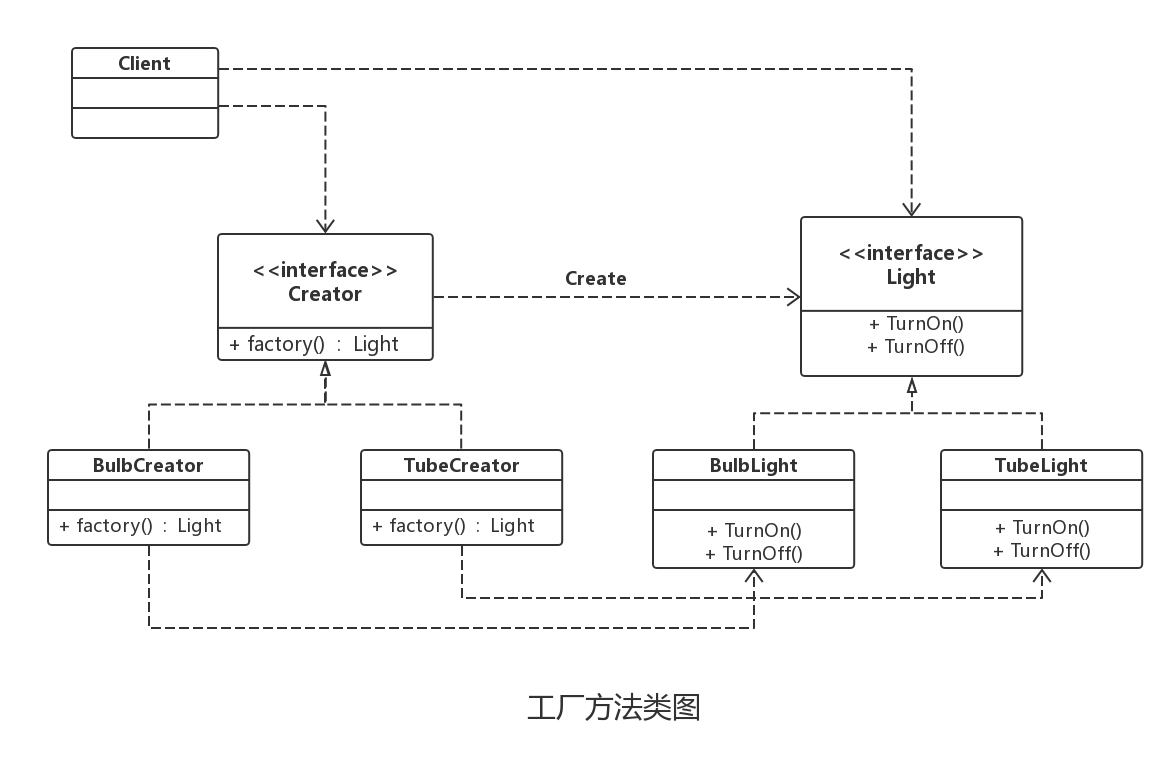 Client
<<interface>>
Creator
+ factory() : Light
Create
<<interface>>
Light
+ TurnOn()
+ TurnOff()
BulbCreator
+ factory() : Light
TubeCreator
+ factory() : Light
BulbLight
+ TurnOn()
+ TurnOff()
TubeLight
+ TurnOn()
+ TurnOff()
工厂方法类图